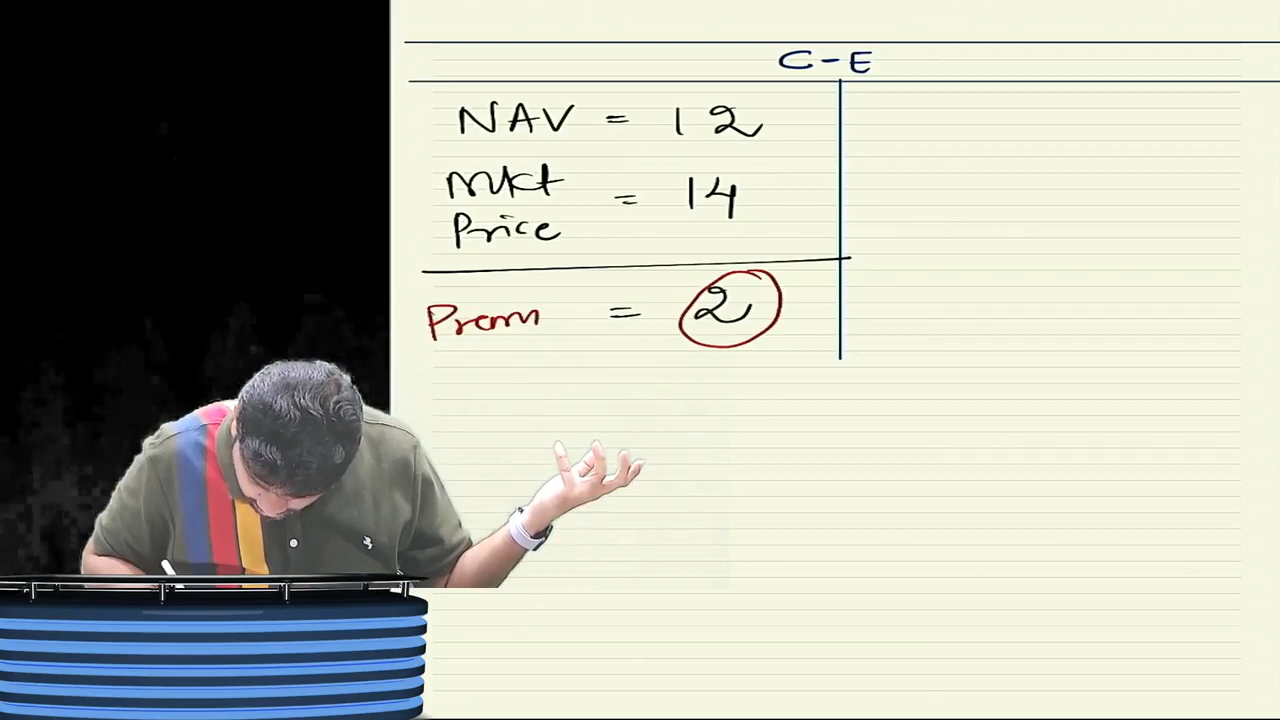 C-E
NAV = 12
Mkt
Price = 14
Prem = 2